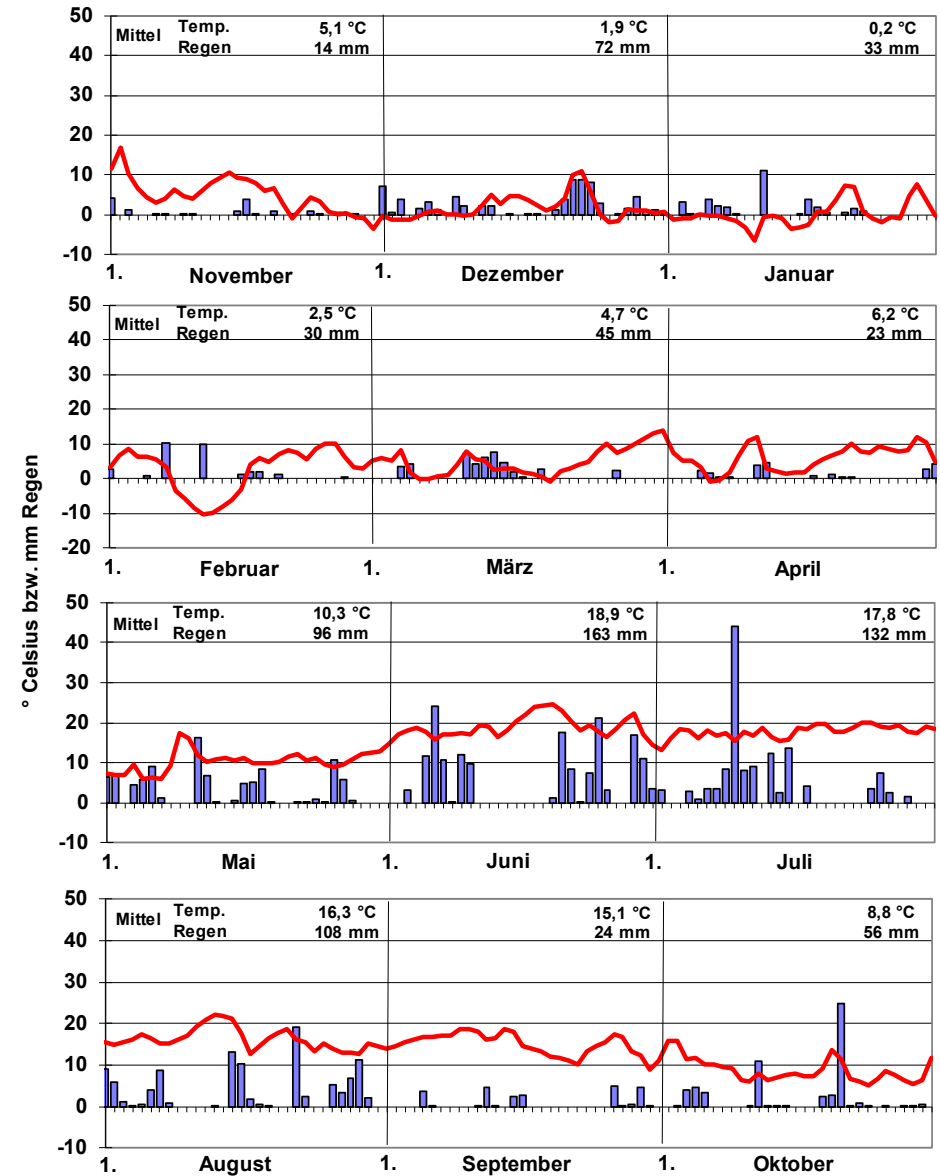 50
Mittel Temp. 5,1 °C 1,9 °C 0,2 °C
Regen 14 mm 72 mm 33 mm
40
30
20
10
0
-10
1. November 1. Dezember 1. Januar
50
Mittel Temp. 2,5 °C 4,7 °C 6,2 °C
Regen 30 mm 45 mm 23 mm
40
30
20
10
0
-10
-20
1. Februar 1. März 1. April
° Celsius bzw. mm Regen
50
Mittel Temp. 10,3 °C 18,9 °C 17,8 °C
Regen 96 mm 163 mm 132 mm
40
30
20
10
0
-10
1. Mai 1. Juni 1. Juli
50
Mittel Temp. 16,3 °C 15,1 °C 8,8 °C
Regen 108 mm 24 mm 56 mm
40
30
20
10
0
-10
1. August 1. September 1. Oktober